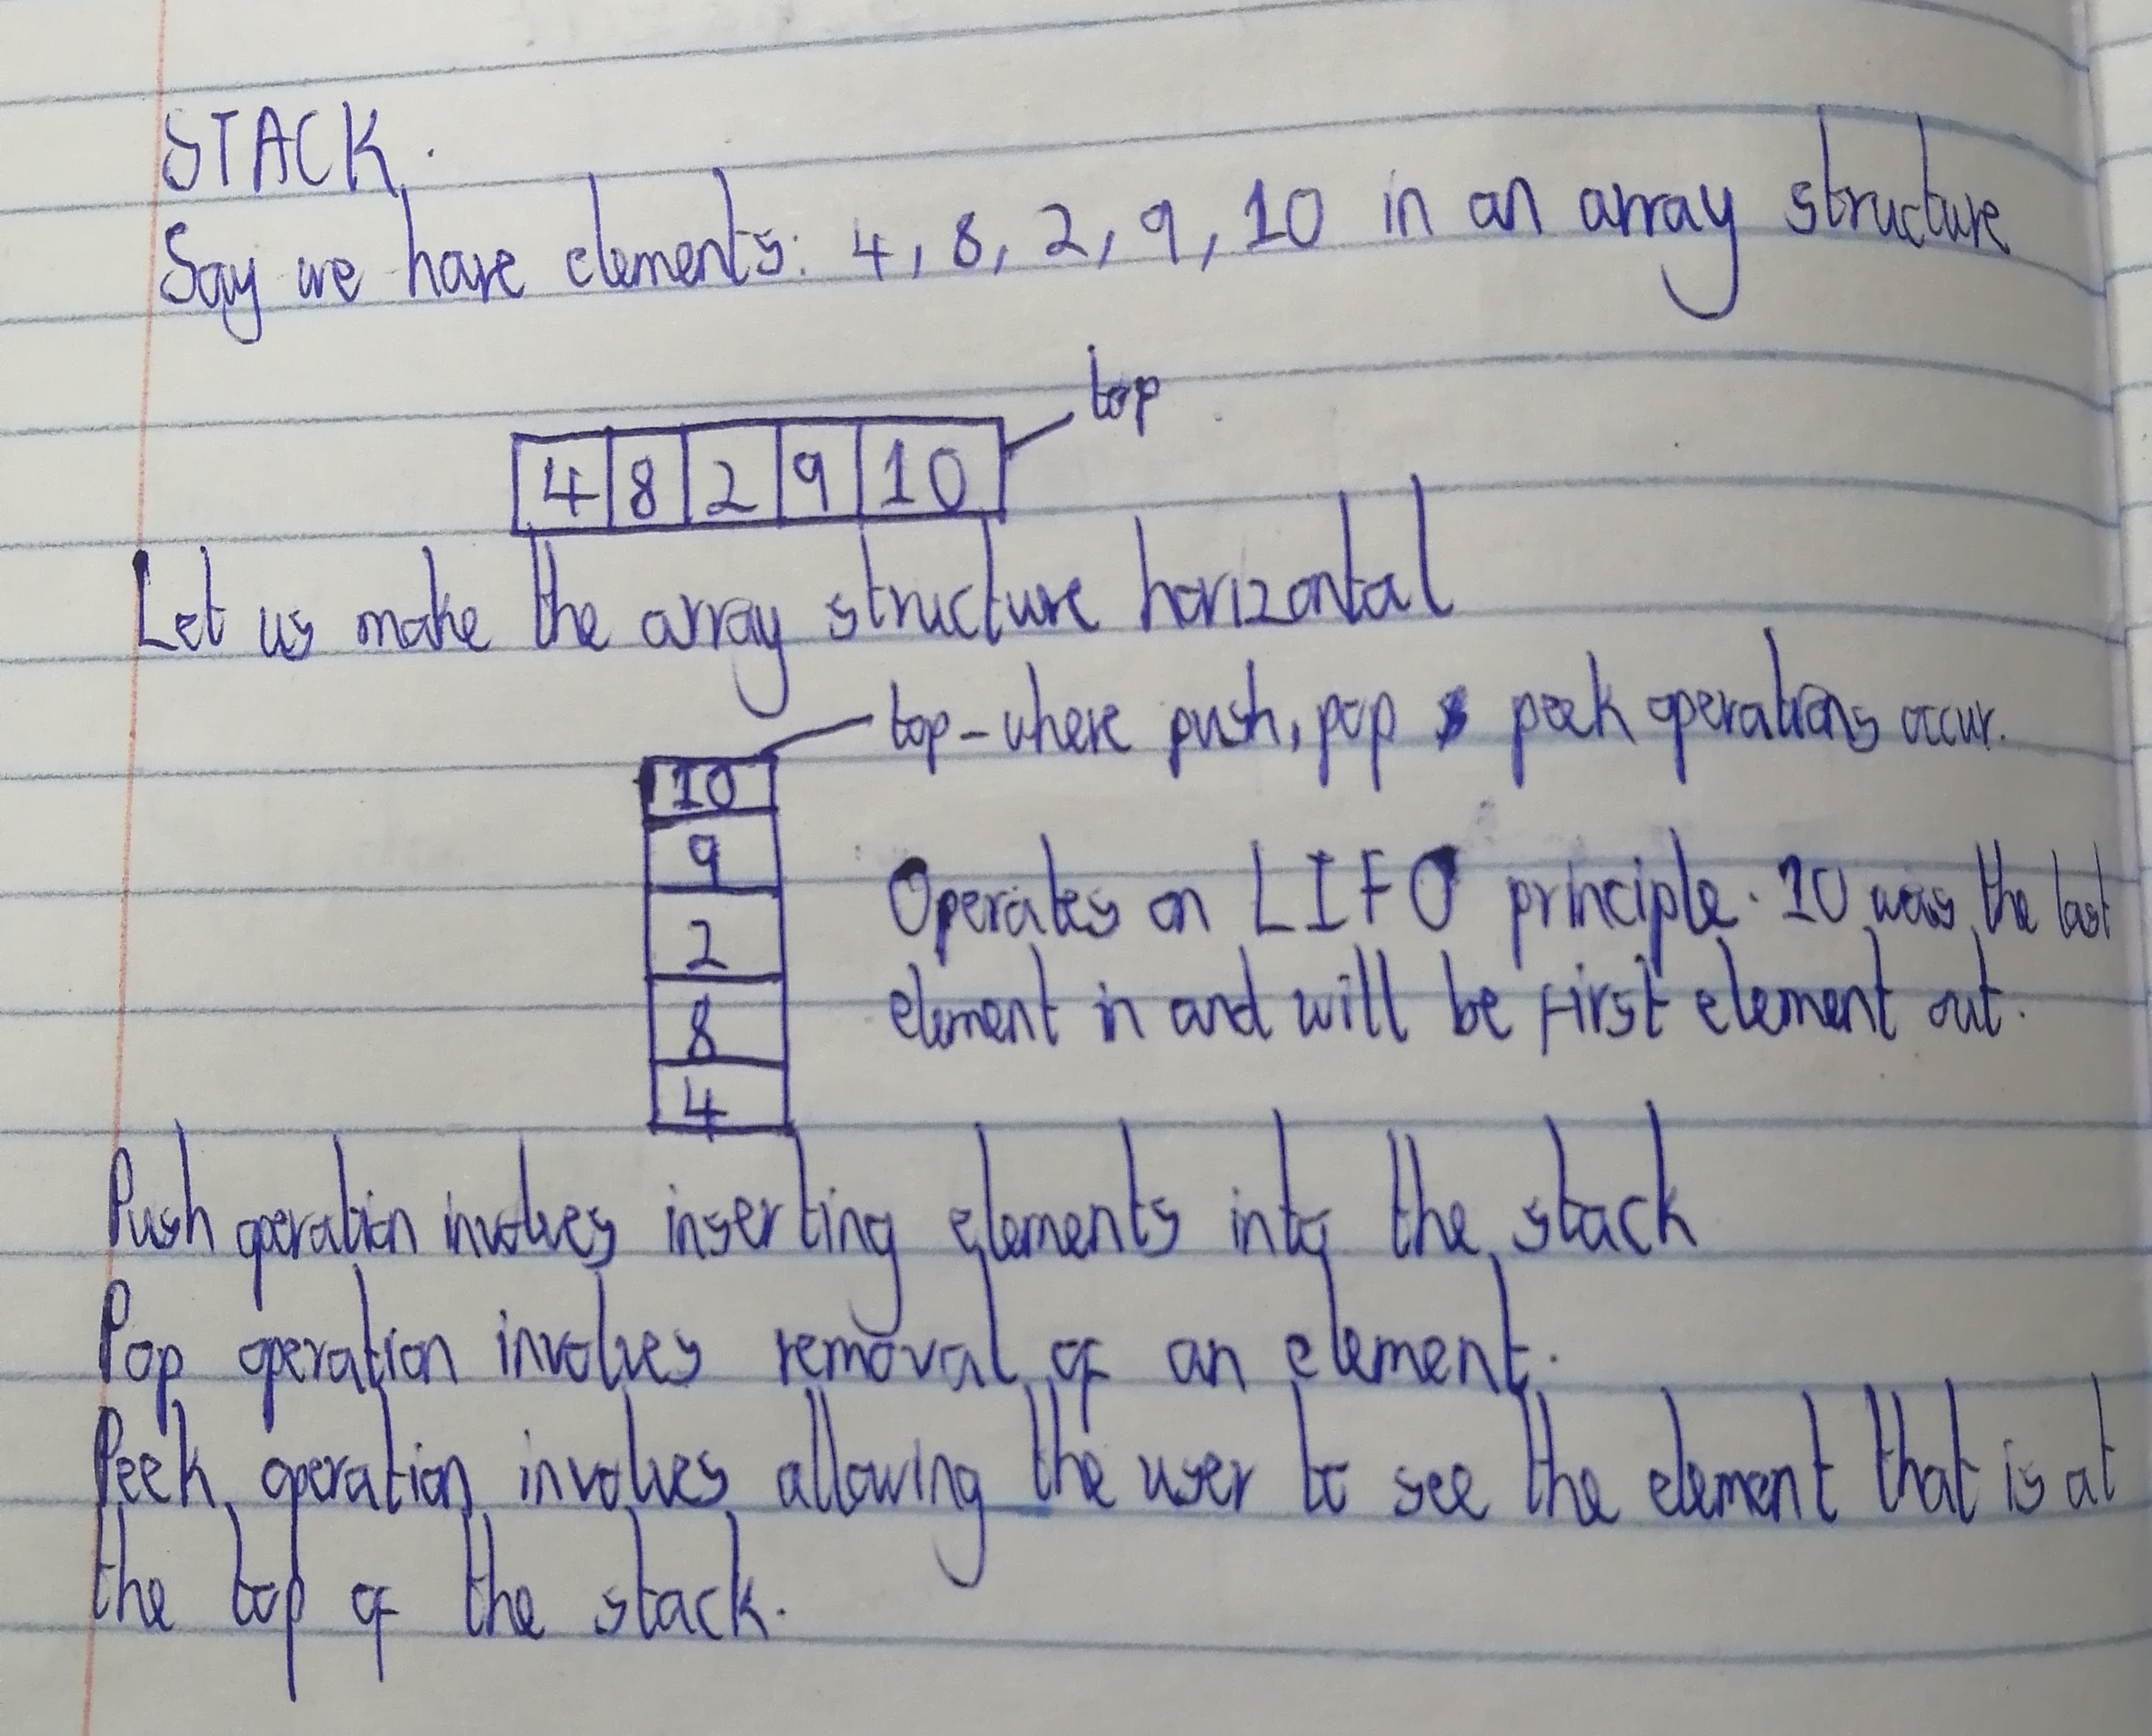 STACK.
Say we have elements: 4, 8, 2, 9, 10 in an array structure
top
4 8 2 9 10
Let us make the array structure horizontal
top - where push, pop & peek operations occur.
10
9
Operates on LIFO principle. 10 was the last
2
element in and will be first element out.
8
4
Push operation involves inserting elements into the stack
Pop operation involves removal of an element.
Peek operation involves allowing the user to see the element that is at
the top of the stack.